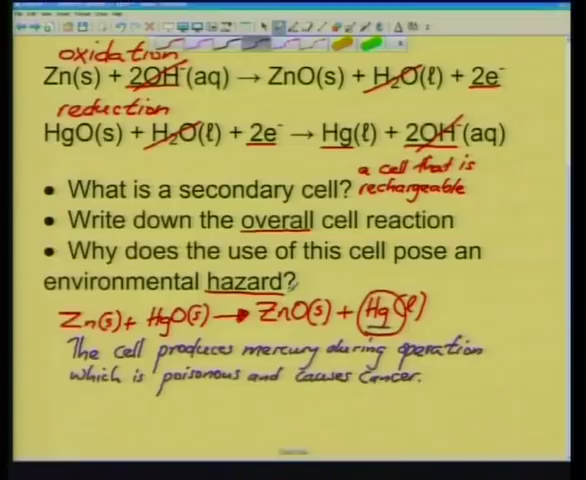 oxidation
Zn(s) + 2OH⁻(aq) → ZnO(s) + H₂O(ℓ) + 2e⁻
reduction
HgO(s) + H₂O(ℓ) + 2e⁻ → Hg(ℓ) + 2OH⁻(aq)
a cell that is
• What is a secondary cell? rechargeable
• Write down the overall cell reaction
• Why does the use of this cell pose an
environmental hazard?
Zn(s) + HgO(s) → ZnO(s) + Hg(ℓ)
The cell produces mercury during operation
which is poisonous and causes cancer.